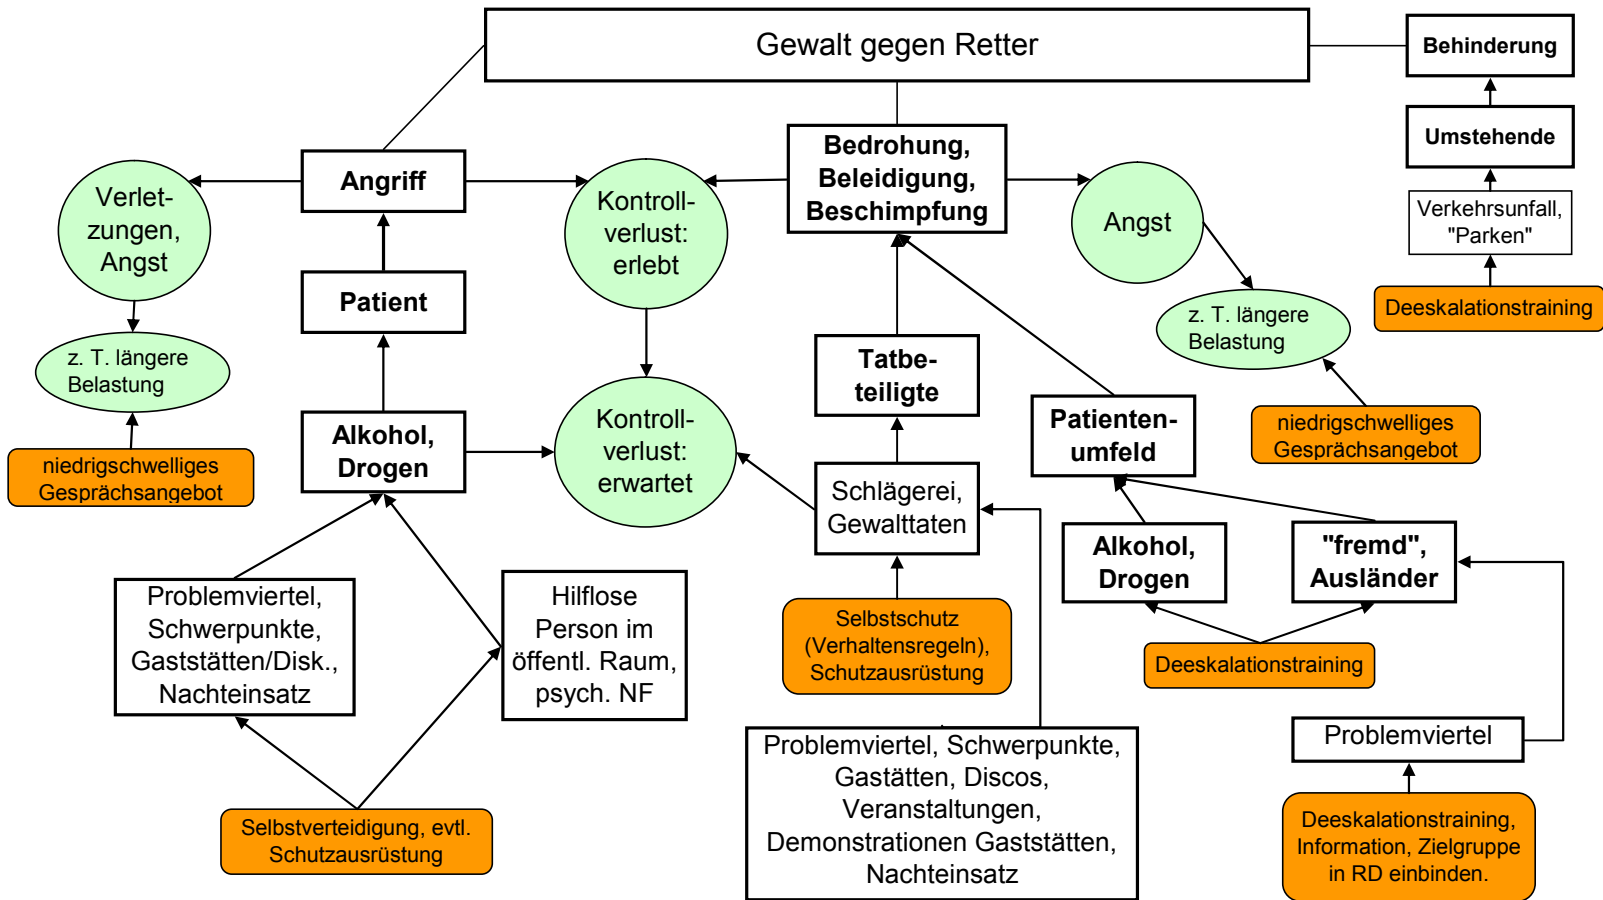 Gewalt gegen Retter
Behinderung
Umstehende
Verkehrsunfall,
"Parken"
Deeskalationstraining
Angriff
Bedrohung,
Beleidigung,
Beschimpfung
Verlet-
zungen,
Angst
Kontroll-
verlust:
erlebt
Angst
Patient
z. T. längere
Belastung
z. T. längere
Belastung
Tatbe-
teiligte
Alkohol,
Drogen
Kontroll-
verlust:
erwartet
Patienten-
umfeld
niedrigschwelliges
Gesprächsangebot
niedrigschwelliges
Gesprächsangebot
Schlägerei,
Gewalttaten
Alkohol,
Drogen
"fremd",
Ausländer
Problemviertel,
Schwerpunkte,
Gaststätten/Disk.,
Nachteinsatz
Hilflose
Person im
öffentl. Raum,
psych. NF
Selbstschutz
(Verhaltensregeln),
Schutzausrüstung
Deeskalationstraining
Problemviertel, Schwerpunkte,
Gastätten, Discos,
Veranstaltungen,
Demonstrationen Gaststätten,
Nachteinsatz
Problemviertel
Selbstverteidigung, evtl.
Schutzausrüstung
Deeskalationstraining,
Information, Zielgruppe
in RD einbinden.